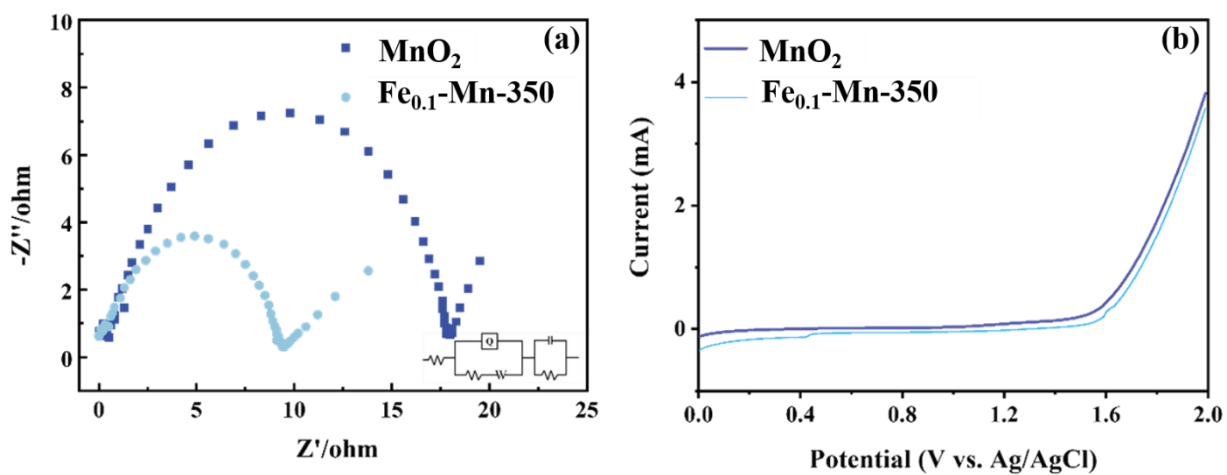 (a)
MnO₂
Fe₀.₁-Mn-350
10
8
6
4
2
0
-Z''/ohm
0 5 10 15 20 25
Z'/ohm
Q
W
(b)
MnO₂
Fe₀.₁-Mn-350
4
2
0
Current (mA)
0.0 0.4 0.8 1.2 1.6 2.0
Potential (V vs. Ag/AgCl)